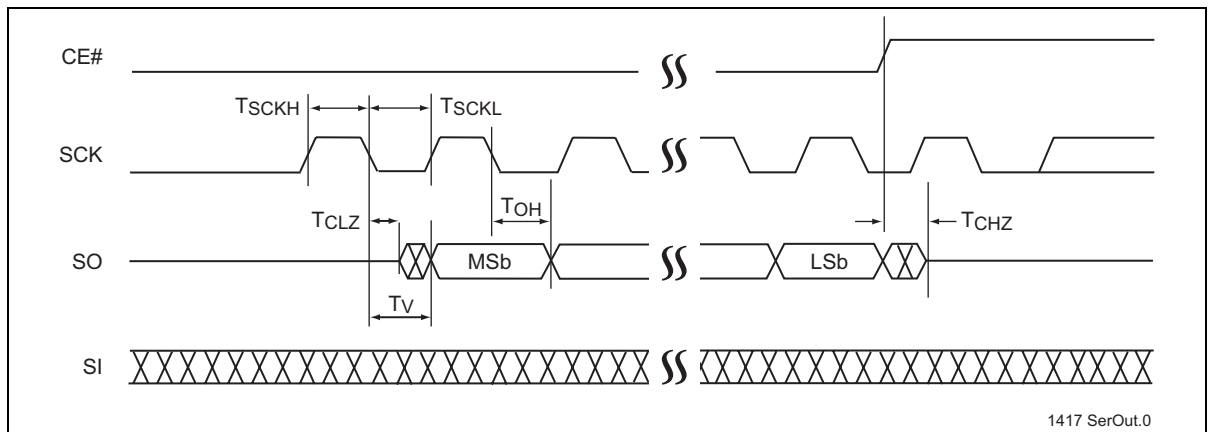 CE#
TSCKH
TSCKL
SCK
TCLZ
TOH
TCHZ
SO
MSb
LSb
TV
SI
1417 SerOut.0